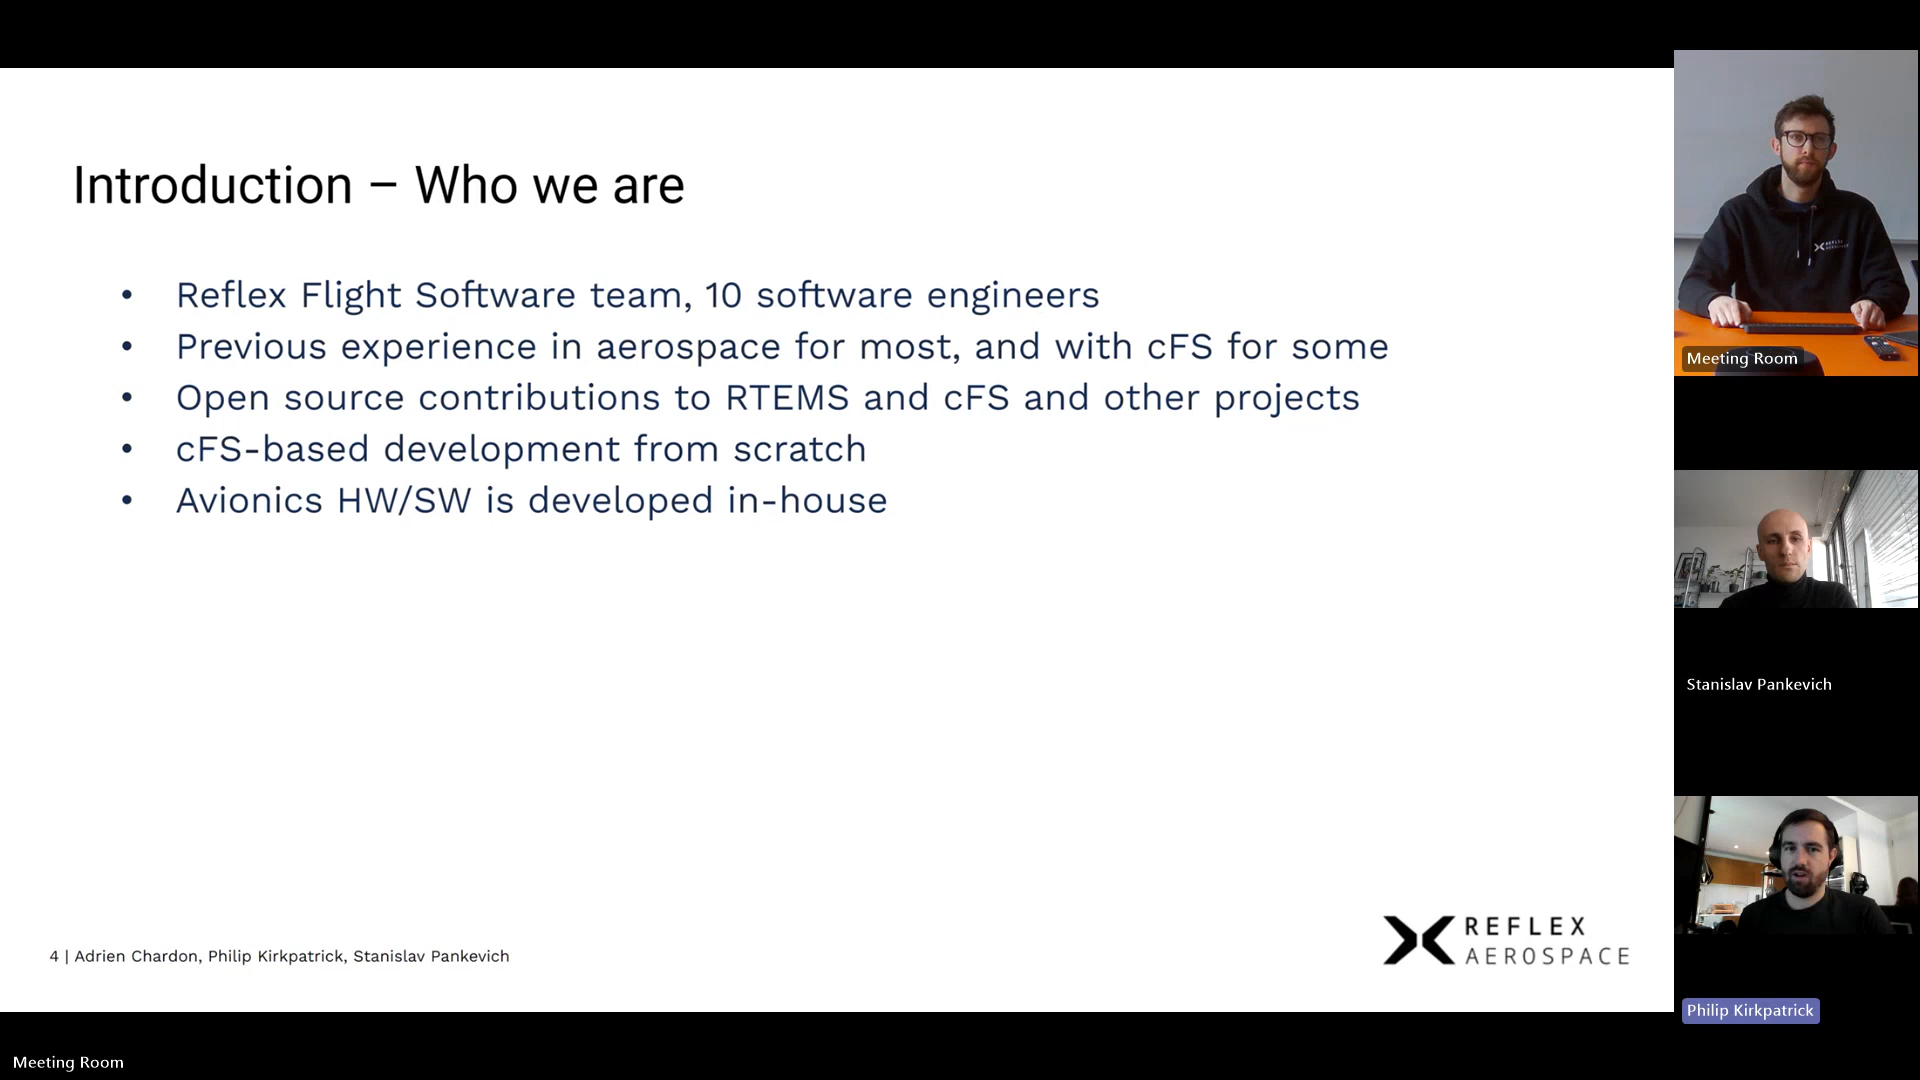 Introduction – Who we are
• Reflex Flight Software team, 10 software engineers
• Previous experience in aerospace for most, and with cFS for some
• Open source contributions to RTEMS and cFS and other projects
• cFS-based development from scratch
• Avionics HW/SW is developed in-house
4 | Adrien Chardon, Philip Kirkpatrick, Stanislav Pankevich
REFLEX
AEROSPACE
REFLEX
AEROSPACE
Meeting Room
Stanislav Pankevich
Philip Kirkpatrick
Meeting Room